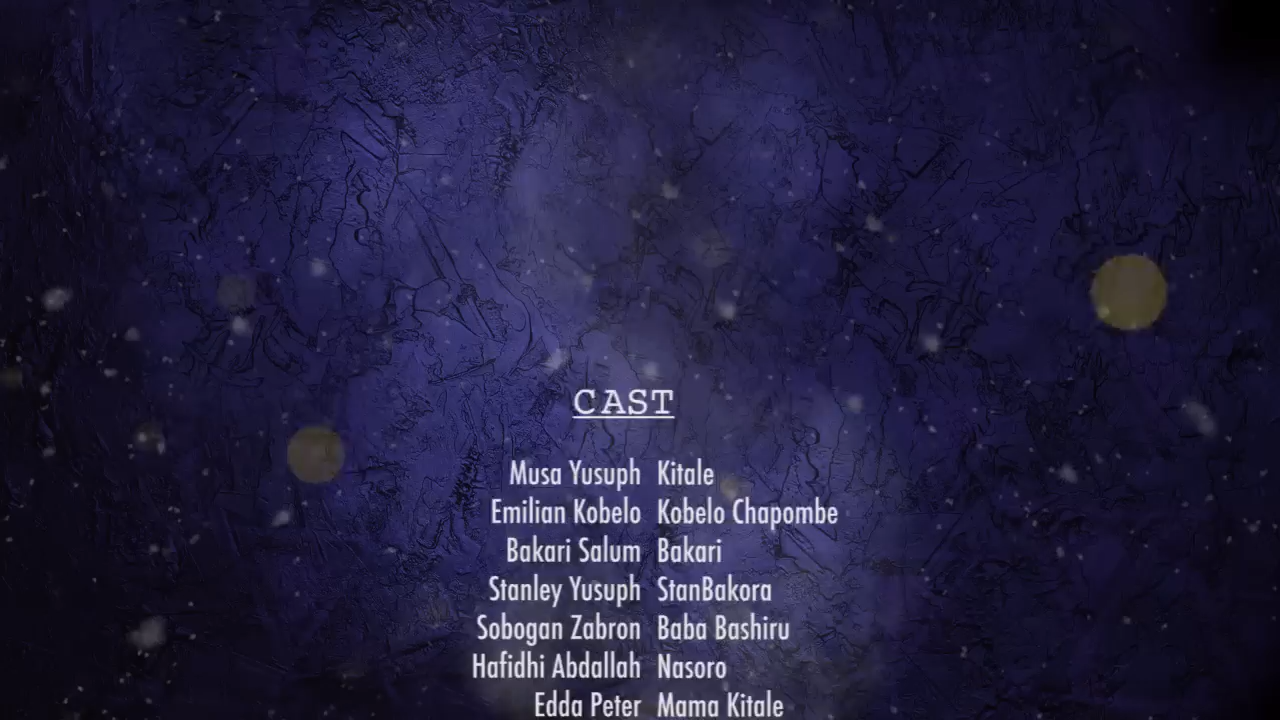 CAST
Musa Yusuph Kitale
Emilian Kobelo Kobelo Chapombe
Bakari Salum Bakari
Stanley Yusuph StanBakora
Sobogan Zabron Baba Bashiru
Hafidhi Abdallah Nasoro
Edda Peter Mama Kitale